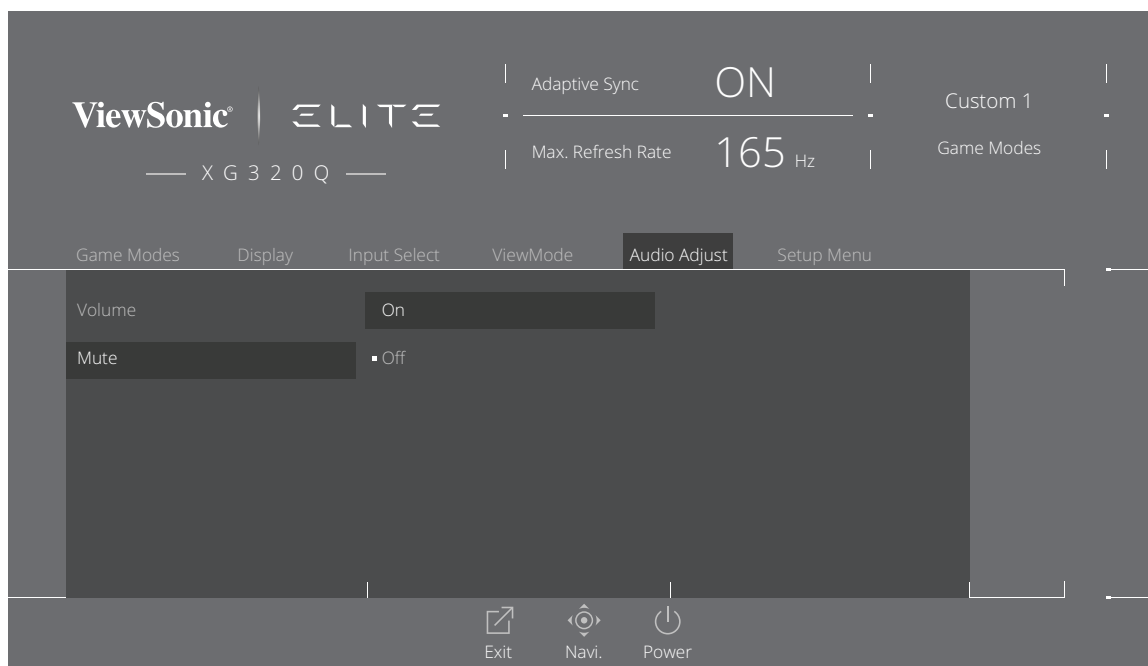 ViewSonic® ELITE
XG320Q
Adaptive Sync ON
Max. Refresh Rate 165 Hz
Custom 1
Game Modes
Game Modes Display Input Select ViewMode Audio Adjust Setup Menu
Volume On
Mute Off
Exit Navi. Power